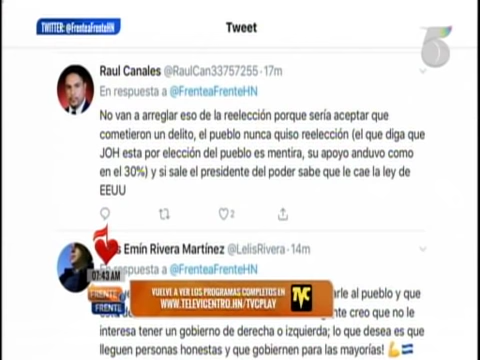 TWITTER: @FrenteaFrenteHN
Tweet
5
Raul Canales @RaulCan33757255 · 17m
En respuesta a @FrenteaFrenteHN
No van a arreglar eso de la reelección porque sería aceptar que
cometieron un delito, el pueblo nunca quiso reelección (el que diga que
JOH esta por elección del pueblo es mentira, su apoyo anduvo como
en el 30%) y si sale el presidente del poder sabe que le cae la ley de
EEUU
2
Emín Rivera Martínez @LelisRivera · 14m
respuesta a @FrenteaFrenteHN
07:43 AM
FRENTE
FRENTE
VUELVE A VER LOS PROGRAMAS COMPLETOS EN
WWW.TELEVICENTRO.HN/TVCPLAY
TVC
arle al pueblo y que
creo que no le
interesa tener un gobierno de derecha o izquierda; lo que desea es que
lleguen personas honestas y que gobiernen para las mayorías! 💪🇭🇳